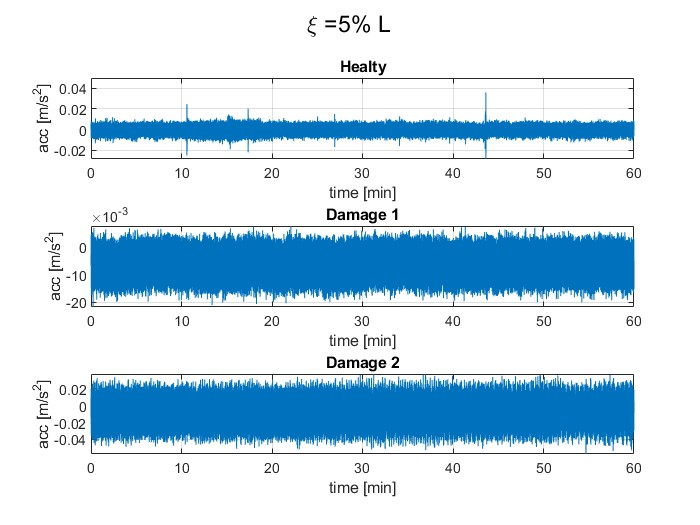 ξ =5% L
Healty
0.04
0.02
0
-0.02
acc [m/s²]
0 10 20 30 40 50 60
time [min]
×10⁻³
Damage 1
0
-10
-20
acc [m/s²]
0 10 20 30 40 50 60
time [min]
Damage 2
0.02
0
-0.02
-0.04
acc [m/s²]
0 10 20 30 40 50 60
time [min]